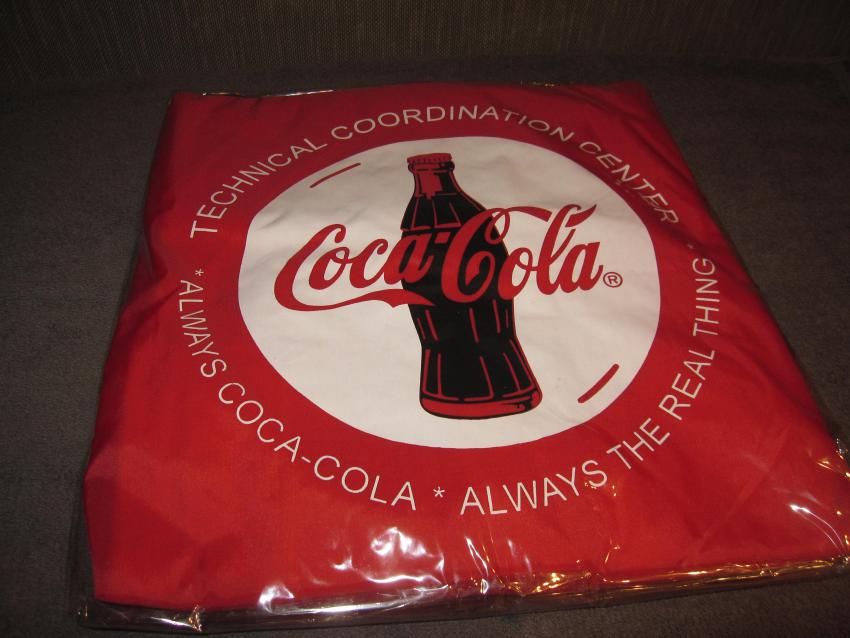 TECHNICAL COORDINATION CENTER
Coca-Cola®
* ALWAYS COCA-COLA * ALWAYS THE REAL THING *